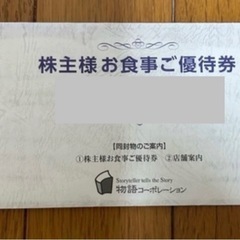 株主様お食事ご優待券
【同封物のご案内】
①株主様お食事ご優待券 ②店舗案内
Storyteller tells the Story
物語コーポレーション